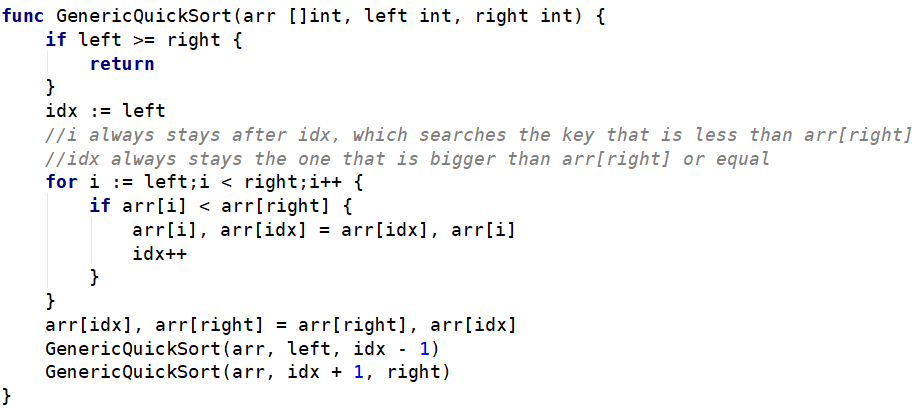 func GenericQuickSort(arr []int, left int, right int) {
    if left >= right {
        return
    }
    idx := left
    //i always stays after idx, which searches the key that is less than arr[right]
    //idx always stays the one that is bigger than arr[right] or equal
    for i := left;i < right;i++ {
        if arr[i] < arr[right] {
            arr[i], arr[idx] = arr[idx], arr[i]
            idx++
        }
    }
    arr[idx], arr[right] = arr[right], arr[idx]
    GenericQuickSort(arr, left, idx - 1)
    GenericQuickSort(arr, idx + 1, right)
}